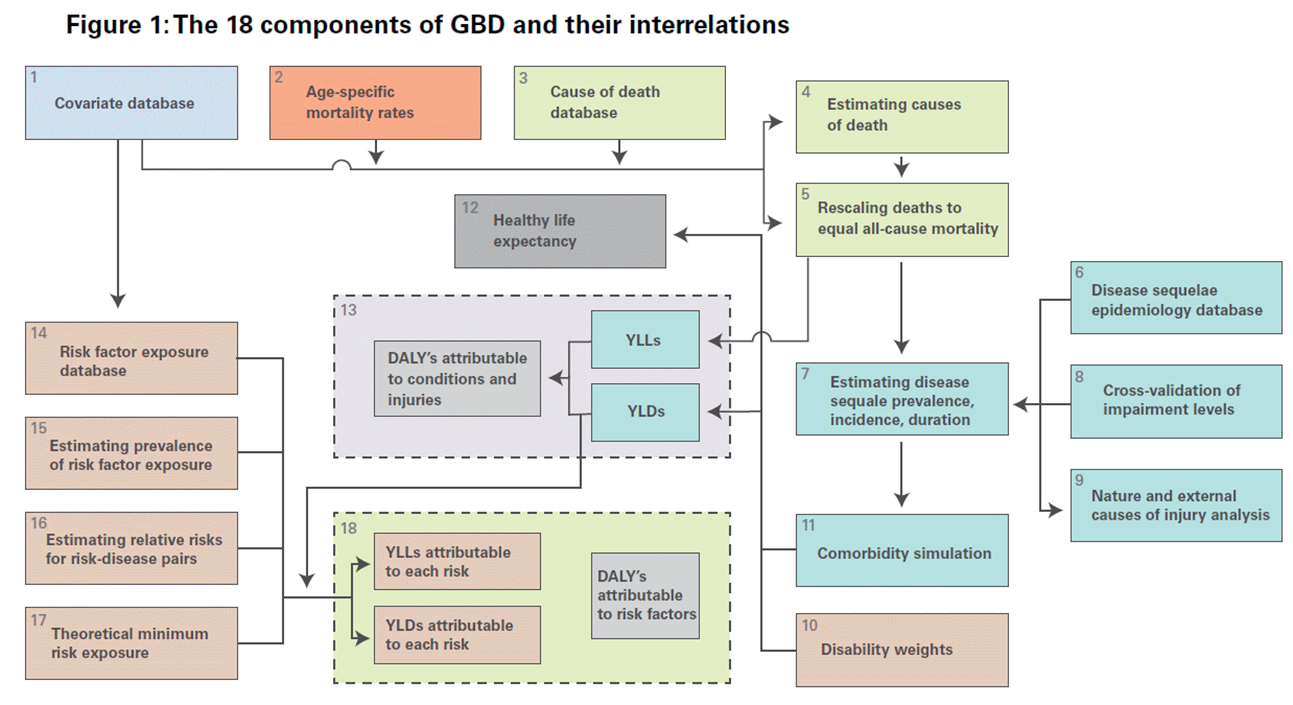 Figure 1: The 18 components of GBD and their interrelations
1
Covariate database
2
Age-specific
mortality rates
3
Cause of death
database
4
Estimating causes
of death
5
Rescaling deaths to
equal all-cause mortality
12
Healthy life
expectancy
6
Disease sequelae
epidemiology database
13
DALY's attributable
to conditions and
injuries
YLLs
YLDs
7
Estimating disease
sequale prevalence,
incidence, duration
8
Cross-validation of
impairment levels
9
Nature and external
causes of injury analysis
14
Risk factor exposure
database
15
Estimating prevalence
of risk factor exposure
16
Estimating relative risks
for risk-disease pairs
17
Theoretical minimum
risk exposure
18
YLLs attributable
to each risk
YLDs attributable
to each risk
DALY's
attributable
to risk factors
11
Comorbidity simulation
10
Disability weights